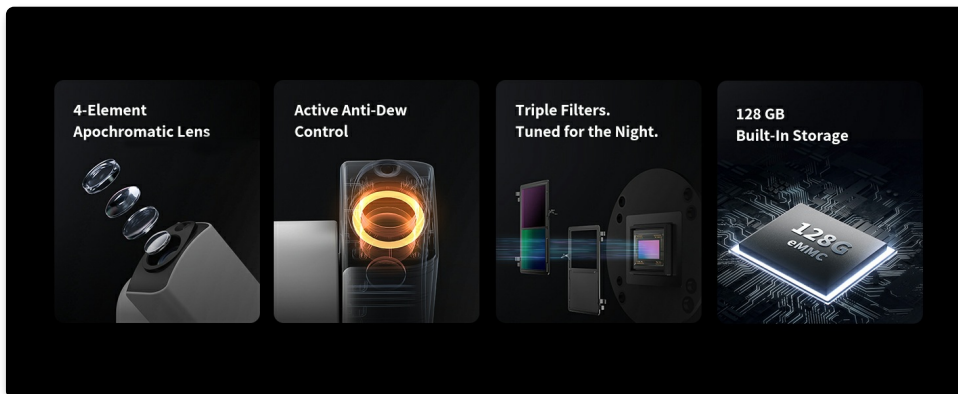 4-Element
Apochromatic Lens
Active Anti-Dew
Control
Triple Filters.
Tuned for the Night.
128 GB
Built-In Storage
128G
eMMC